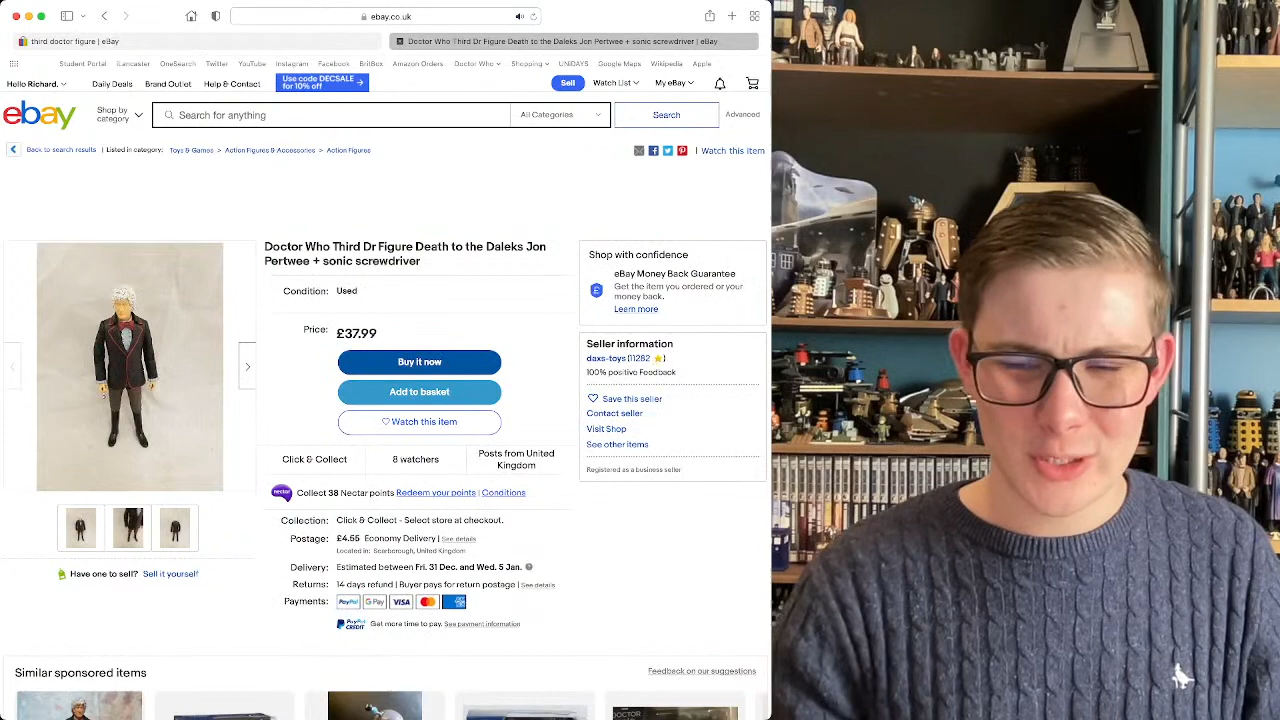 ebay.co.uk
third doctor figure | eBay
Doctor Who Third Dr Figure Death to the Daleks Jon Pertwee + sonic screwdriver | eBay
Student Portal iLancaster OneSearch Twitter YouTube Instagram Facebook BritBox Amazon Orders Doctor Who Shopping UNiDAYS Google Maps Wikipedia Apple
Hello Richard. Daily Deals Brand Outlet Help & Contact
Use code DECSALE
for 10% off
Sell Watch List My eBay
ebay
Shop by
category
Search for anything
All Categories
Search
Advanced
Back to search results | Listed in category: Toys & Games > Action Figures & Accessories > Action Figures
| Watch this item
Doctor Who Third Dr Figure Death to the Daleks Jon
Pertwee + sonic screwdriver
Condition: Used
Price: £37.99
Buy it now
Add to basket
Watch this item
Click & Collect
8 watchers
Posts from United
Kingdom
nectar Collect 38 Nectar points Redeem your points | Conditions
Collection: Click & Collect - Select store at checkout.
Postage: £4.55 Economy Delivery | See details
Located in: Scarborough, United Kingdom
Delivery: Estimated between Fri. 31 Dec. and Wed. 5 Jan.
Returns: 14 days refund | Buyer pays for return postage | See details
Payments: PayPal G Pay VISA
PayPal
CREDIT
Get more time to pay. See payment information
Have one to sell? Sell it yourself
Shop with confidence
eBay Money Back Guarantee
Get the item you ordered or your
money back.
Learn more
Seller information
daxs-toys (11282 )
100% positive Feedback
Save this seller
Contact seller
Visit Shop
See other items
Registered as a business seller
Similar sponsored items
Feedback on our suggestions
DOCTOR